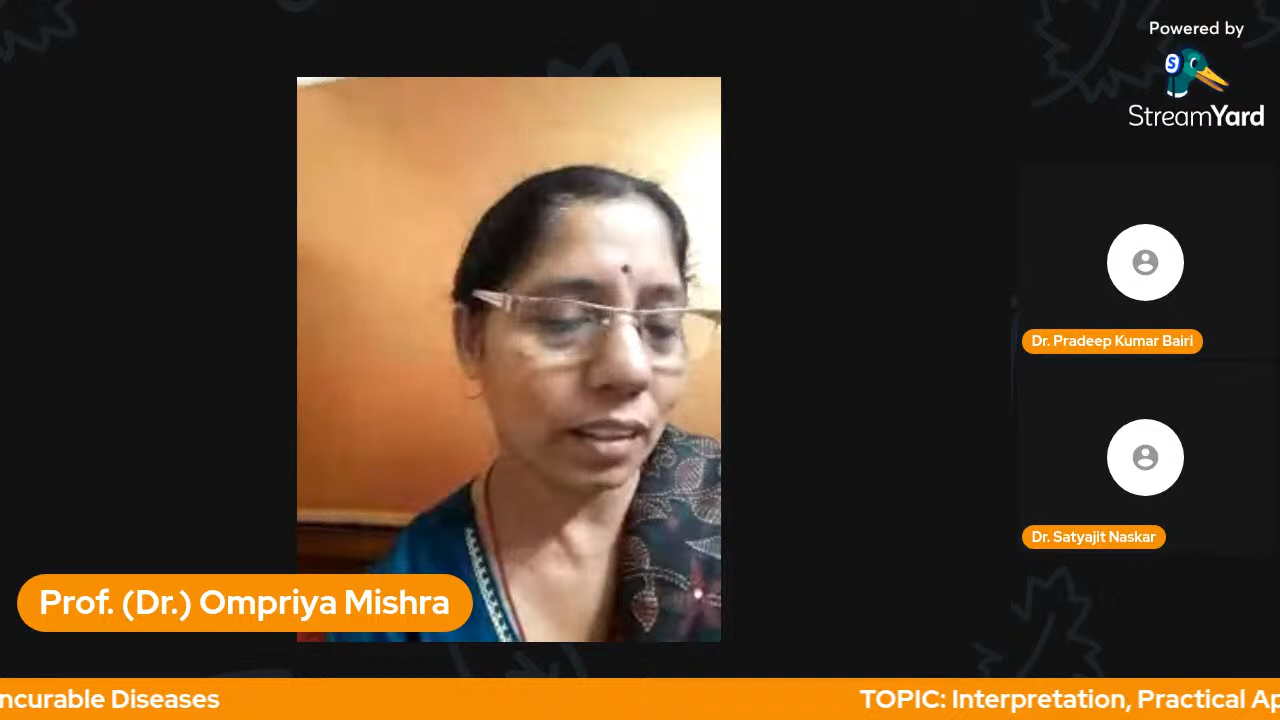 Powered by
StreamYard
Dr. Pradeep Kumar Bairi
Dr. Satyajit Naskar
Prof. (Dr.) Ompriya Mishra
ncurable Diseases
TOPIC: Interpretation, Practical Ap